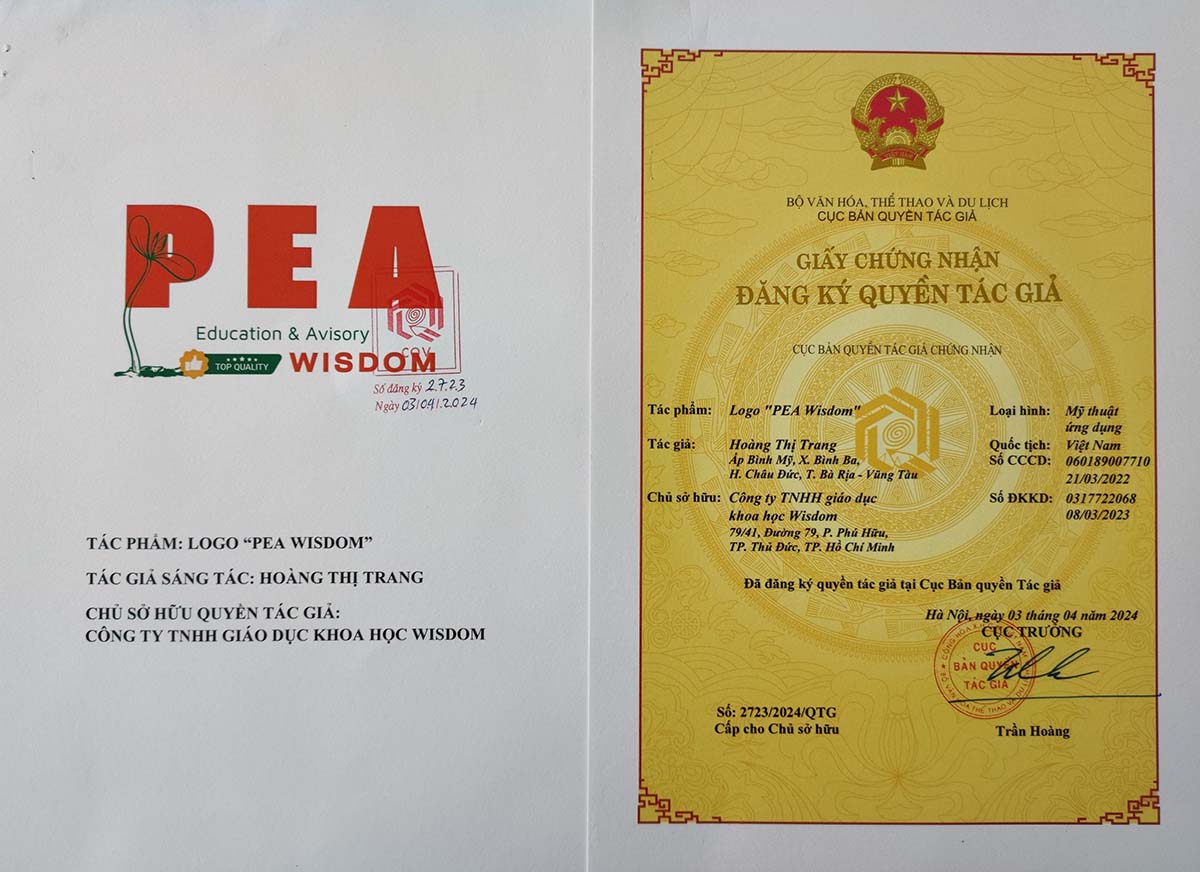 PEA
Education & Avisory
TOP QUALITY
WISDOM
COV
Số đăng ký 2723
Ngày 03/04/2024
TÁC PHẨM: LOGO “PEA WISDOM”
TÁC GIẢ SÁNG TÁC: HOÀNG THỊ TRANG
CHỦ SỞ HỮU QUYỀN TÁC GIẢ:
CÔNG TY TNHH GIÁO DỤC KHOA HỌC WISDOM
BỘ VĂN HÓA, THỂ THAO VÀ DU LỊCH
CỤC BẢN QUYỀN TÁC GIẢ
GIẤY CHỨNG NHẬN
ĐĂNG KÝ QUYỀN TÁC GIẢ
CỤC BẢN QUYỀN TÁC GIẢ CHỨNG NHẬN
Tác phẩm: Logo "PEA Wisdom" Loại hình: Mỹ thuật
ứng dụng
Tác giả: Hoàng Thị Trang Quốc tịch: Việt Nam
Ấp Bình Mỹ, X. Bình Ba, Số CCCD: 060189007710
H. Châu Đức, T. Bà Rịa - Vũng Tàu 21/03/2022
Chủ sở hữu: Công ty TNHH giáo dục Số ĐKKD: 0317722068
khoa học Wisdom 08/03/2023
79/41, Đường 79, P. Phú Hữu,
TP. Thủ Đức, TP. Hồ Chí Minh
Đã đăng ký quyền tác giả tại Cục Bản quyền Tác giả
Hà Nội, ngày 03 tháng 04 năm 2024
CỤC TRƯỞNG
CỤC
BẢN QUYỀN
TÁC GIẢ
BỘ VĂN HÓA THỂ THAO VÀ DU LỊCH
Số: 2723/2024/QTG
Cấp cho Chủ sở hữu
Trần Hoàng